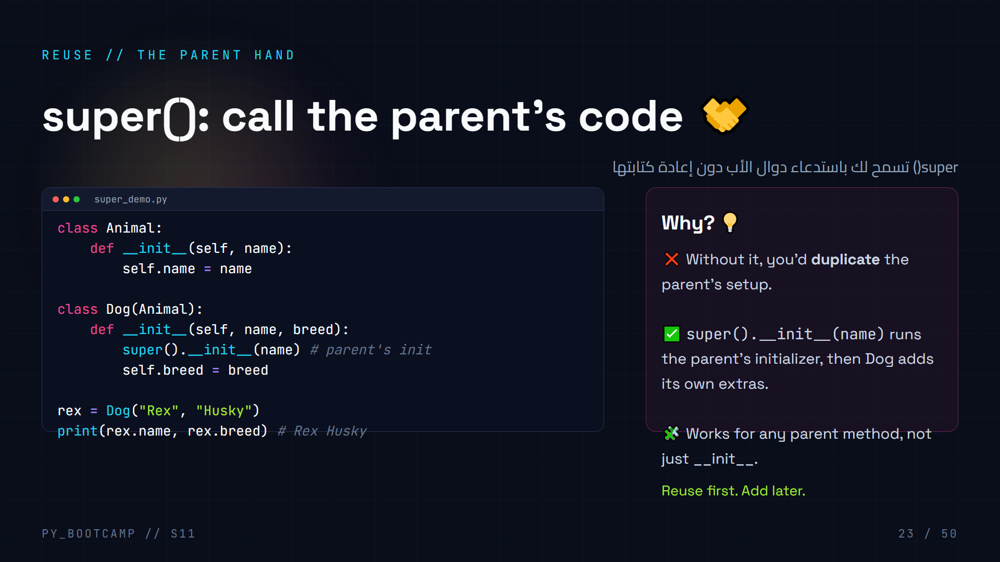 REUSE // THE PARENT HAND
super(): call the parent’s code 🤝
super() تسمح لك باستدعاء دوال الأب دون إعادة كتابتها
super_demo.py
class Animal:
    def __init__(self, name):
        self.name = name
class Dog(Animal):
    def __init__(self, name, breed):
        super().__init__(name) # parent's init
        self.breed = breed
rex = Dog("Rex", "Husky")
print(rex.name, rex.breed) # Rex Husky
Why? 💡
❌ Without it, you’d duplicate the
parent’s setup.
✅ super().__init__(name) runs
the parent’s initializer, then Dog adds
its own extras.
🧩 Works for any parent method, not
just __init__.
Reuse first. Add later.
PY_BOOTCAMP // S11
23 / 50